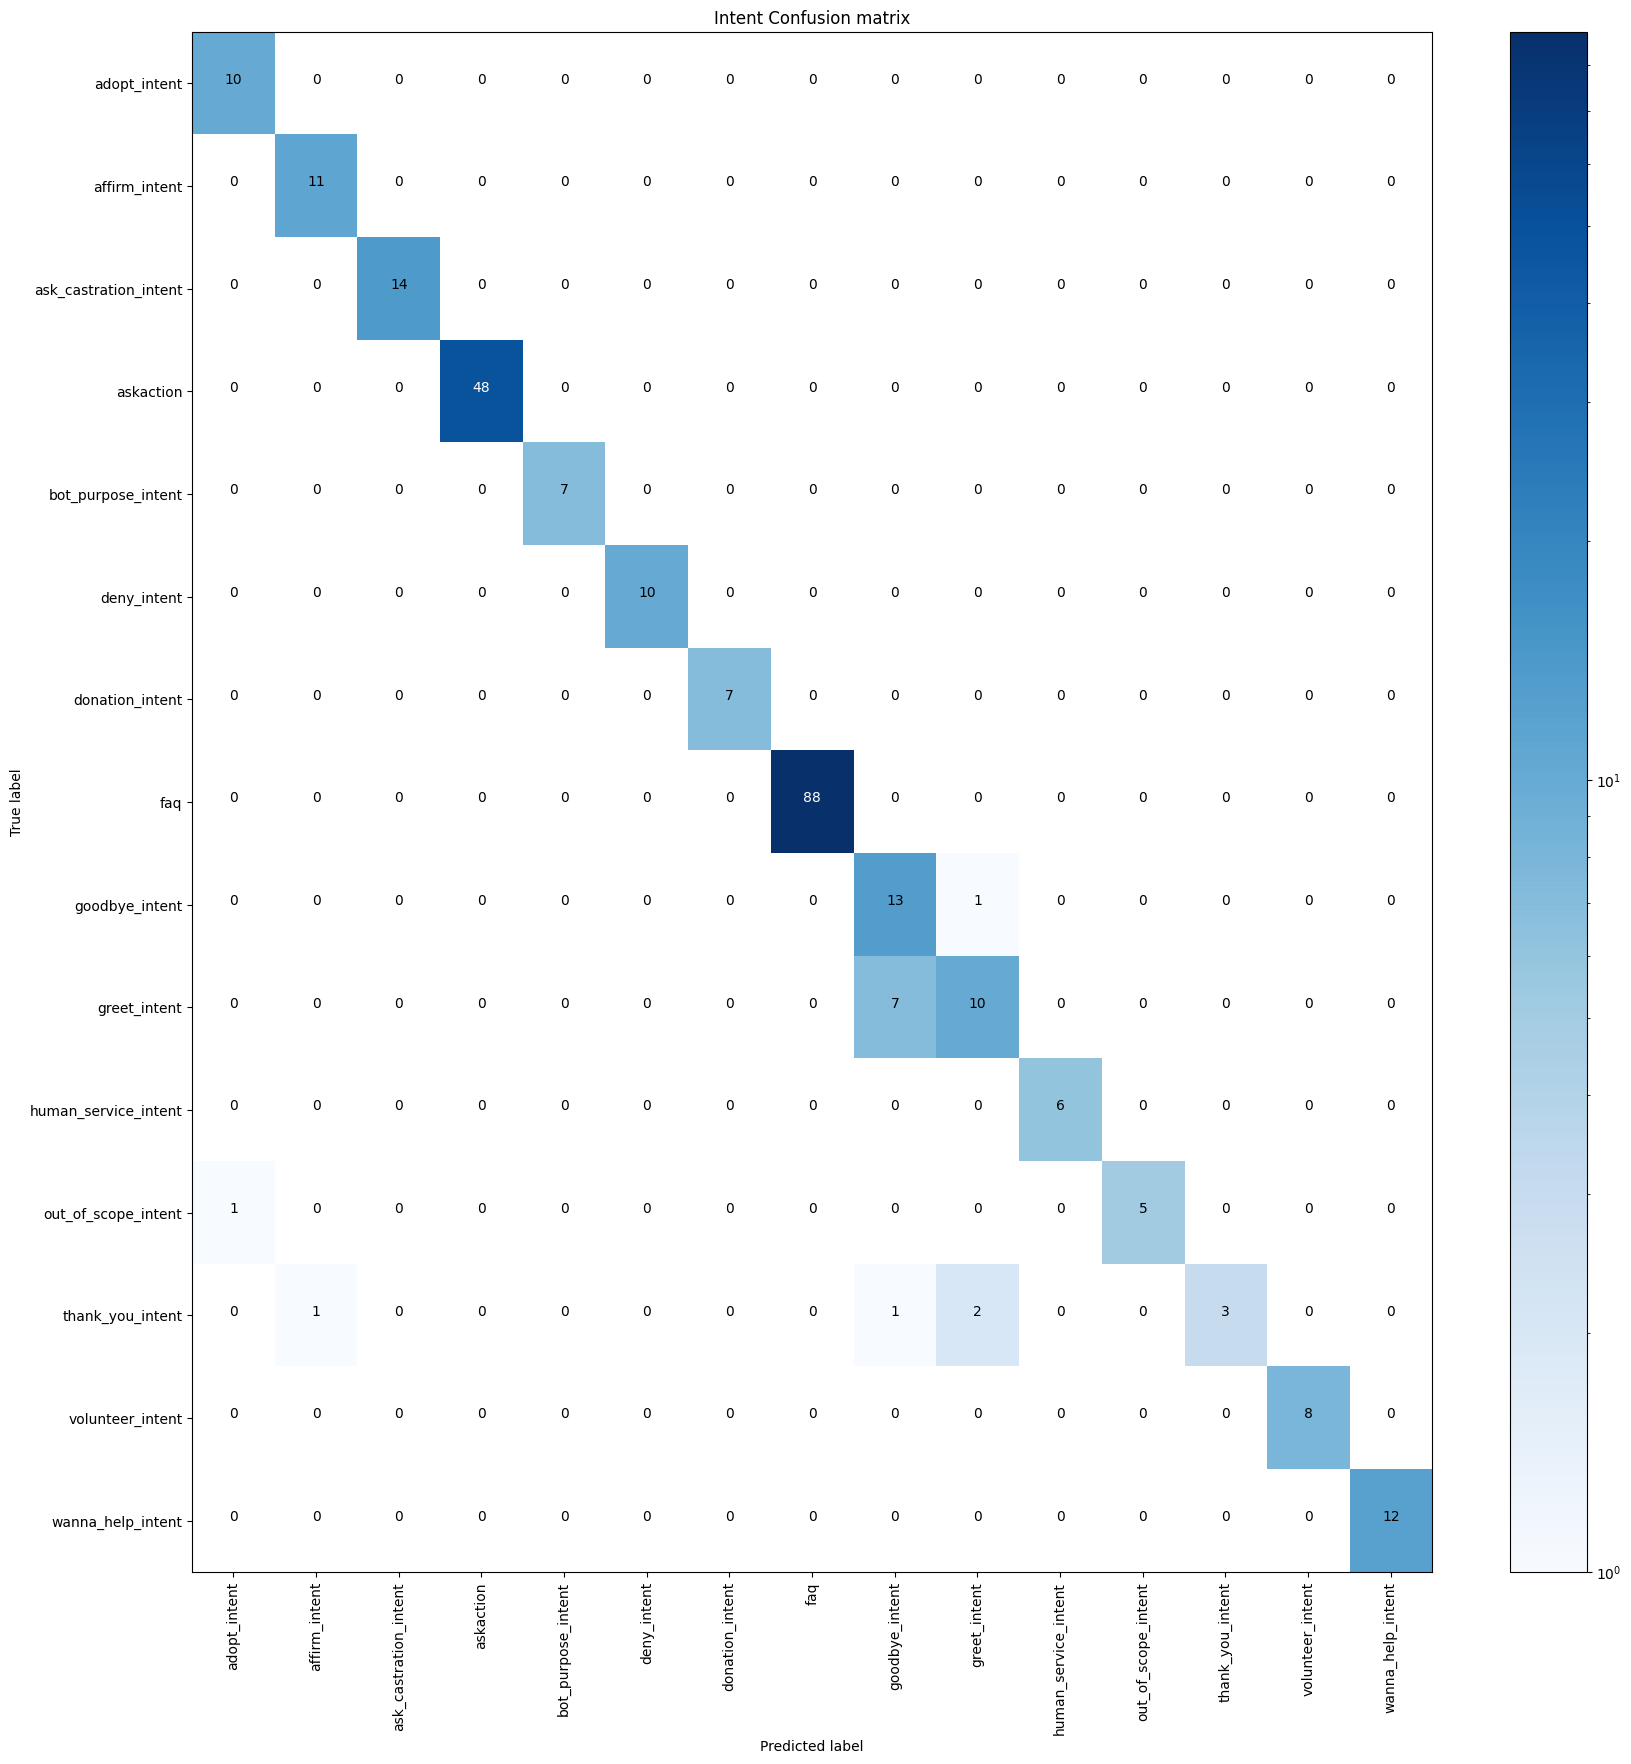 Intent Confusion matrix
adopt_intent 10 0 0 0 0 0 0 0 0 0 0 0 0 0 0
affirm_intent 0 11 0 0 0 0 0 0 0 0 0 0 0 0 0
ask_castration_intent 0 0 14 0 0 0 0 0 0 0 0 0 0 0 0
askaction 0 0 0 48 0 0 0 0 0 0 0 0 0 0 0
bot_purpose_intent 0 0 0 0 7 0 0 0 0 0 0 0 0 0 0
deny_intent 0 0 0 0 0 10 0 0 0 0 0 0 0 0 0
donation_intent 0 0 0 0 0 0 7 0 0 0 0 0 0 0 0
faq 0 0 0 0 0 0 0 88 0 0 0 0 0 0 0
goodbye_intent 0 0 0 0 0 0 0 0 13 1 0 0 0 0 0
greet_intent 0 0 0 0 0 0 0 0 7 10 0 0 0 0 0
human_service_intent 0 0 0 0 0 0 0 0 0 0 6 0 0 0 0
out_of_scope_intent 1 0 0 0 0 0 0 0 0 0 0 5 0 0 0
thank_you_intent 0 1 0 0 0 0 0 0 1 2 0 0 3 0 0
volunteer_intent 0 0 0 0 0 0 0 0 0 0 0 0 0 8 0
wanna_help_intent 0 0 0 0 0 0 0 0 0 0 0 0 0 0 12
True label
adopt_intent
affirm_intent
ask_castration_intent
askaction
bot_purpose_intent
deny_intent
donation_intent
faq
goodbye_intent
greet_intent
human_service_intent
out_of_scope_intent
thank_you_intent
volunteer_intent
wanna_help_intent
Predicted label
10¹
10⁰